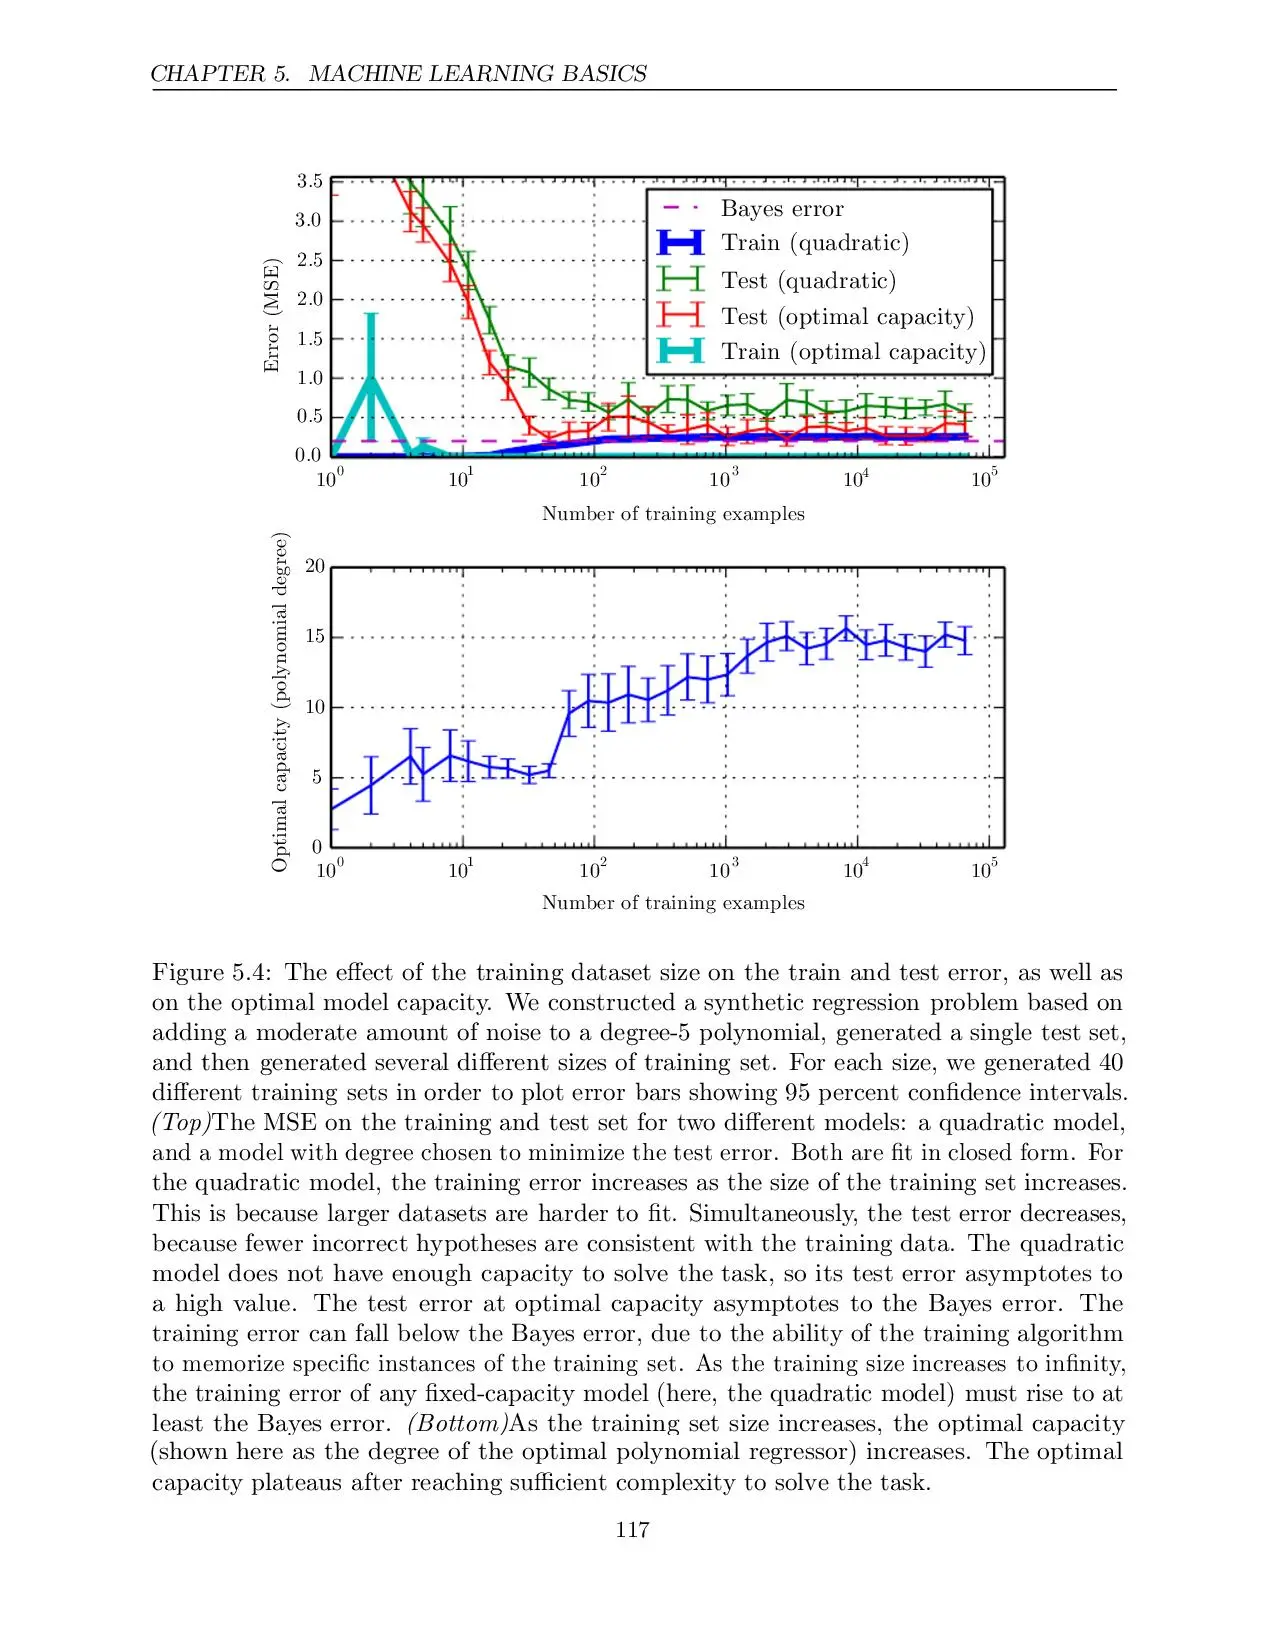 CHAPTER 5. MACHINE LEARNING BASICS
3.5
3.0
2.5
2.0
1.5
1.0
0.5
0.0
Error (MSE)
Bayes error
Train (quadratic)
Test (quadratic)
Test (optimal capacity)
Train (optimal capacity)
10^0 10^1 10^2 10^3 10^4 10^5
Number of training examples
20
15
10
5
0
Optimal capacity (polynomial degree)
10^0 10^1 10^2 10^3 10^4 10^5
Number of training examples
Figure 5.4: The effect of the training dataset size on the train and test error, as well as
on the optimal model capacity. We constructed a synthetic regression problem based on
adding a moderate amount of noise to a degree-5 polynomial, generated a single test set,
and then generated several different sizes of training set. For each size, we generated 40
different training sets in order to plot error bars showing 95 percent confidence intervals.
(Top)The MSE on the training and test set for two different models: a quadratic model,
and a model with degree chosen to minimize the test error. Both are fit in closed form. For
the quadratic model, the training error increases as the size of the training set increases.
This is because larger datasets are harder to fit. Simultaneously, the test error decreases,
because fewer incorrect hypotheses are consistent with the training data. The quadratic
model does not have enough capacity to solve the task, so its test error asymptotes to
a high value. The test error at optimal capacity asymptotes to the Bayes error. The
training error can fall below the Bayes error, due to the ability of the training algorithm
to memorize specific instances of the training set. As the training size increases to infinity,
the training error of any fixed-capacity model (here, the quadratic model) must rise to at
least the Bayes error. (Bottom)As the training set size increases, the optimal capacity
(shown here as the degree of the optimal polynomial regressor) increases. The optimal
capacity plateaus after reaching sufficient complexity to solve the task.
117